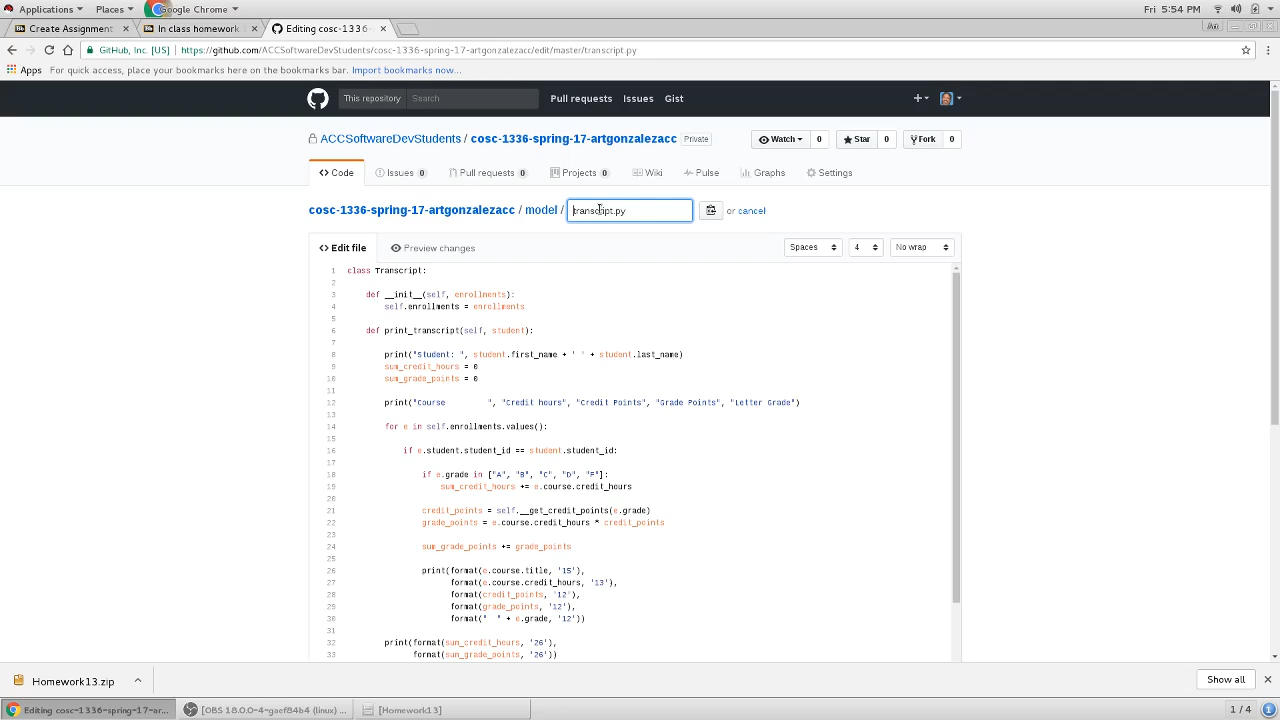 Applications Places Google Chrome Fri, 5:54 PM
Create Assignment In class homework Editing cosc-1336-s Art
GitHub, Inc. [US] https://github.com/ACCSoftwareDevStudents/cosc-1336-spring-17-artgonzalezacc/edit/master/transcript.py
Apps For quick access, place your bookmarks here on the bookmarks bar. Import bookmarks now...
This repository Search Pull requests Issues Gist
ACCSoftwareDevStudents / cosc-1336-spring-17-artgonzalezacc Private Watch 0 Star 0 Fork 0
Code Issues 0 Pull requests 0 Projects 0 Wiki Pulse Graphs Settings
cosc-1336-spring-17-artgonzalezacc / model / transcript.py or cancel
Edit file Preview changes Spaces 4 No wrap
1 class Transcript:
2
3 def __init__(self, enrollments):
4 self.enrollments = enrollments
5
6 def print_transcript(self, student):
7
8 print("Student: ", student.first_name + ' ' + student.last_name)
9 sum_credit_hours = 0
10 sum_grade_points = 0
11
12 print("Course         ", "Credit hours", "Credit Points", "Grade Points", "Letter Grade")
13
14 for e in self.enrollments.values():
15
16 if e.student.student_id == student.student_id:
17
18 if e.grade in ["A", "B", "C", "D", "F"]:
19 sum_credit_hours += e.course.credit_hours
20
21 credit_points = self.__get_credit_points(e.grade)
22 grade_points = e.course.credit_hours * credit_points
23
24 sum_grade_points += grade_points
25
26 print(format(e.course.title, '15'),
27 format(e.course.credit_hours, '13'),
28 format(credit_points, '12'),
29 format(grade_points, '12'),
30 format("  " + e.grade, '12'))
31
32 print(format(sum_credit_hours, '26'),
33 format(sum_grade_points, '26'))
Homework13.zip Show all
Editing cosc-1336-spring-17-ar... [OBS 18.0.0-4-gaef84b4 (linux) ... [Homework13] 1 / 4 1